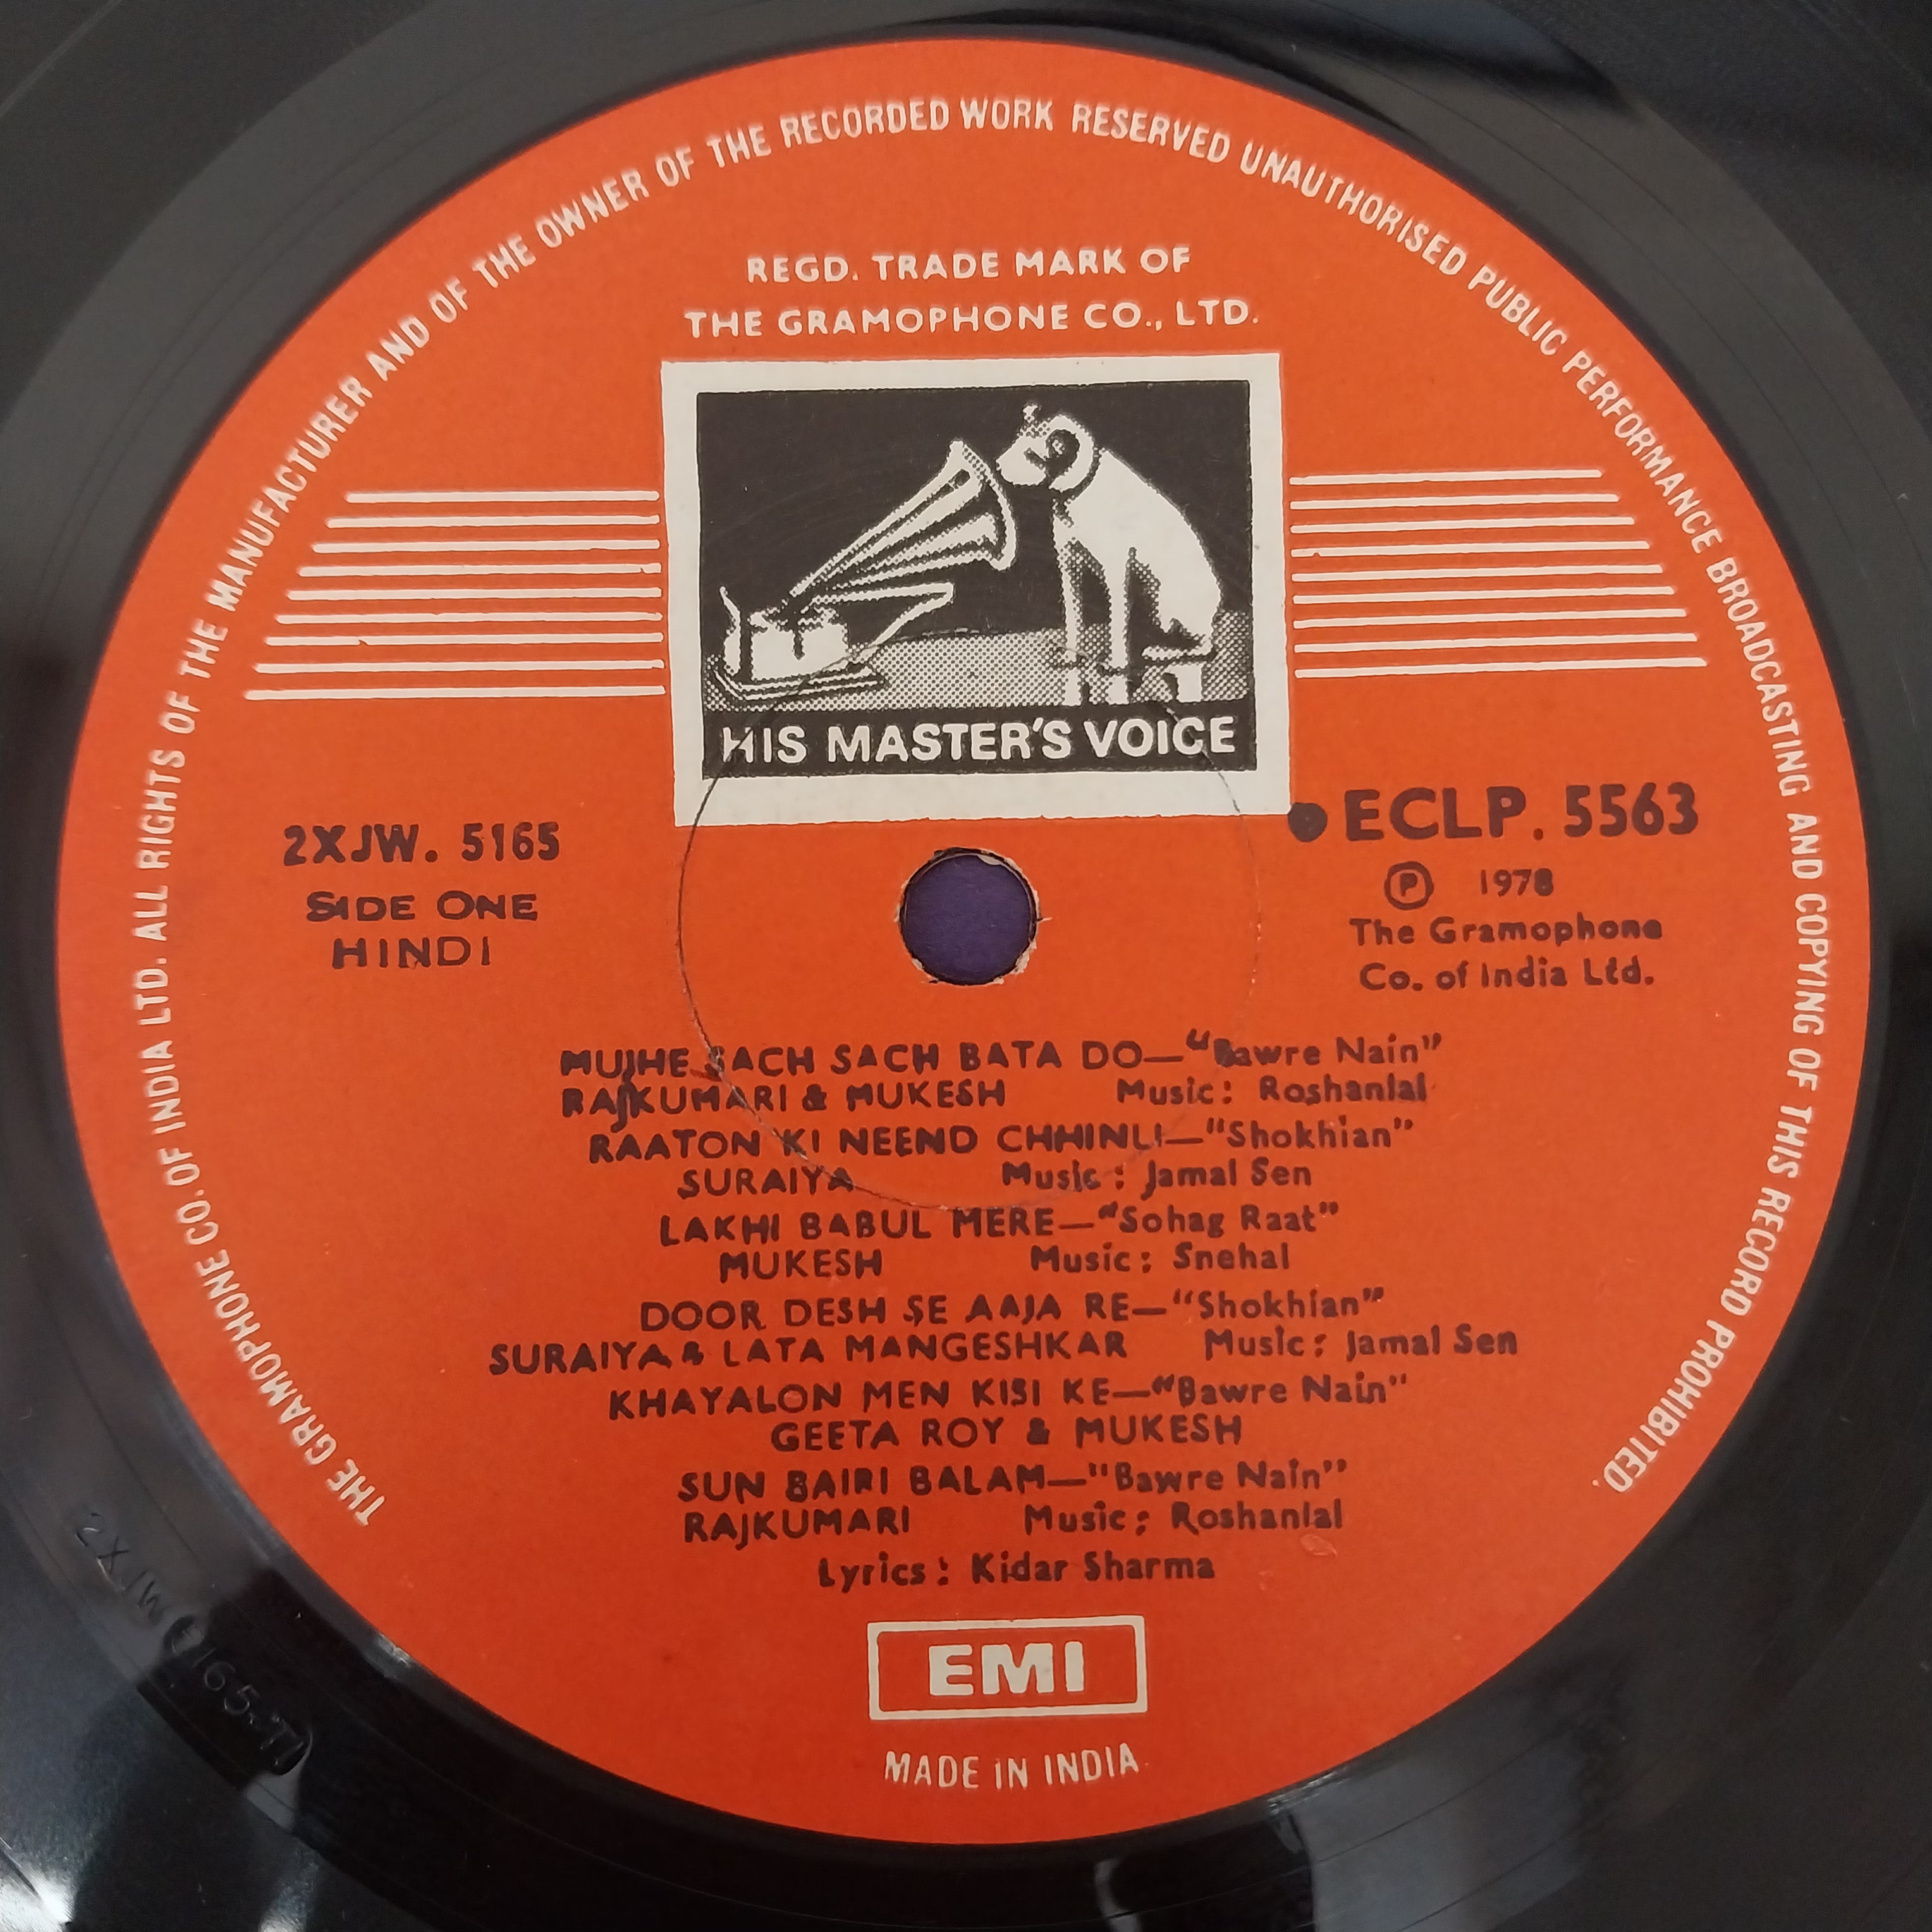 THE GRAMOPHONE CO. OF INDIA LTD. ALL RIGHTS OF THE MANUFACTURER AND OF THE OWNER OF THE RECORDED WORK RESERVED UNAUTHORISED PUBLIC PERFORMANCE BROADCASTING AND COPYING OF THIS RECORD PROHIBITED.
REGD. TRADE MARK OF
THE GRAMOPHONE CO., LTD.
HIS MASTER'S VOICE
2XJW. 5165
SIDE ONE
HINDI
ECLP. 5563
Ⓟ 1978
The Gramophone
Co. of India Ltd.
MUJHE SACH SACH BATA DO—"Bawre Nain"
RAJKUMARI & MUKESH Music: Roshanlal
RAATON KI NEEND CHHINLI—"Shokhian"
SURAIYA Music: Jamal Sen
LAKHI BABUL MERE—"Sohag Raat"
MUKESH Music: Snehal
DOOR DESH SE AAJA RE—"Shokhian"
SURAIYA & LATA MANGESHKAR Music: Jamal Sen
KHAYALON MEN KISI KE—"Bawre Nain"
GEETA ROY & MUKESH
SUN BAIRI BALAM—"Bawre Nain"
RAJKUMARI Music: Roshanlal
Lyrics: Kidar Sharma
EMI
MADE IN INDIA